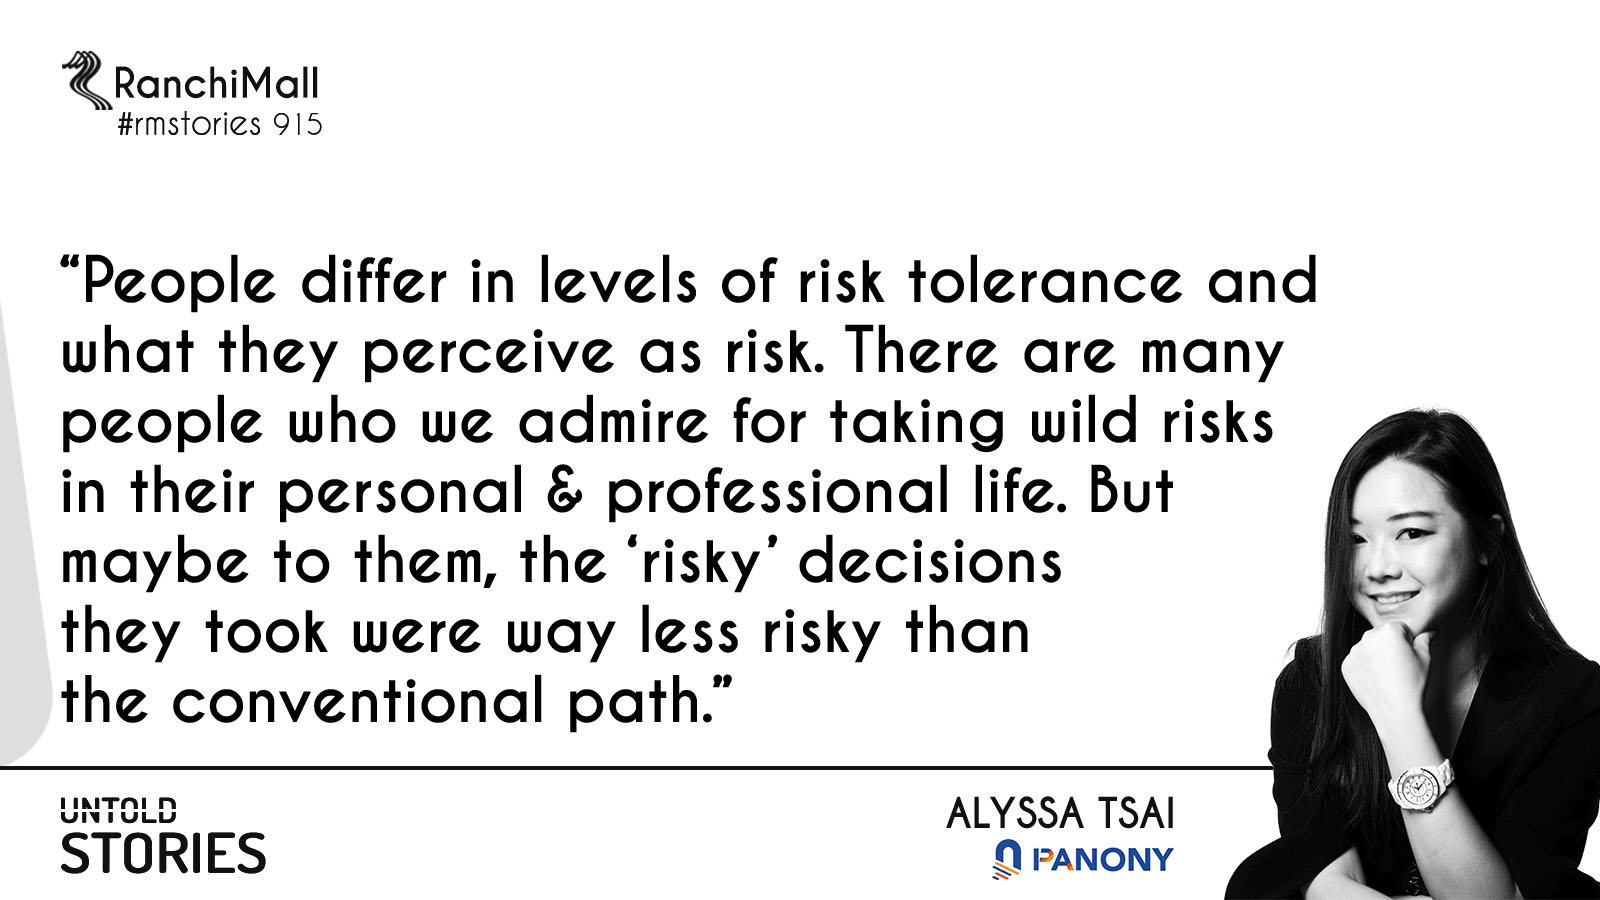 RanchiMall
#rmstories 915
“People differ in levels of risk tolerance and
what they perceive as risk. There are many
people who we admire for taking wild risks
in their personal & professional life. But
maybe to them, the ‘risky’ decisions
they took were way less risky than
the conventional path.”
UNTOLD
STORIES
ALYSSA TSAI
PANONY